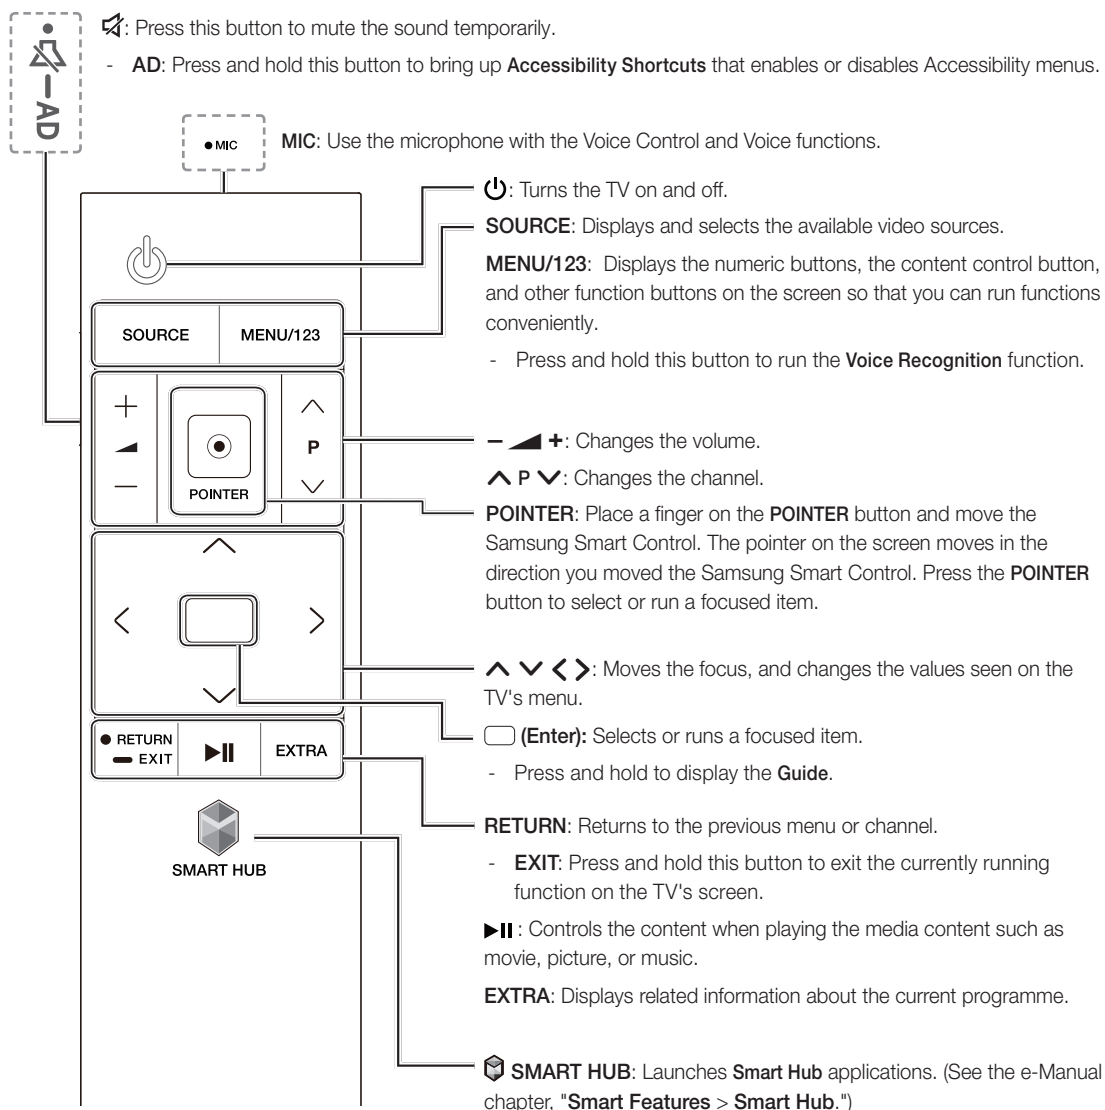 : Press this button to mute the sound temporarily.
- AD: Press and hold this button to bring up Accessibility Shortcuts that enables or disables Accessibility menus.
AD
● MIC
MIC: Use the microphone with the Voice Control and Voice functions.
: Turns the TV on and off.
SOURCE: Displays and selects the available video sources.
MENU/123: Displays the numeric buttons, the content control button,
and other function buttons on the screen so that you can run functions
conveniently.
- Press and hold this button to run the Voice Recognition function.
SOURCE
MENU/123
+
P
—
POINTER
− +: Changes the volume.
∧ P ∨: Changes the channel.
POINTER: Place a finger on the POINTER button and move the
Samsung Smart Control. The pointer on the screen moves in the
direction you moved the Samsung Smart Control. Press the POINTER
button to select or run a focused item.
∧ ∨ < >: Moves the focus, and changes the values seen on the
TV's menu.
(Enter): Selects or runs a focused item.
- Press and hold to display the Guide.
● RETURN
EXIT
►II
EXTRA
RETURN: Returns to the previous menu or channel.
- EXIT: Press and hold this button to exit the currently running
function on the TV's screen.
►II : Controls the content when playing the media content such as
movie, picture, or music.
EXTRA: Displays related information about the current programme.
SMART HUB
SMART HUB: Launches Smart Hub applications. (See the e-Manual
chapter, "Smart Features > Smart Hub.")